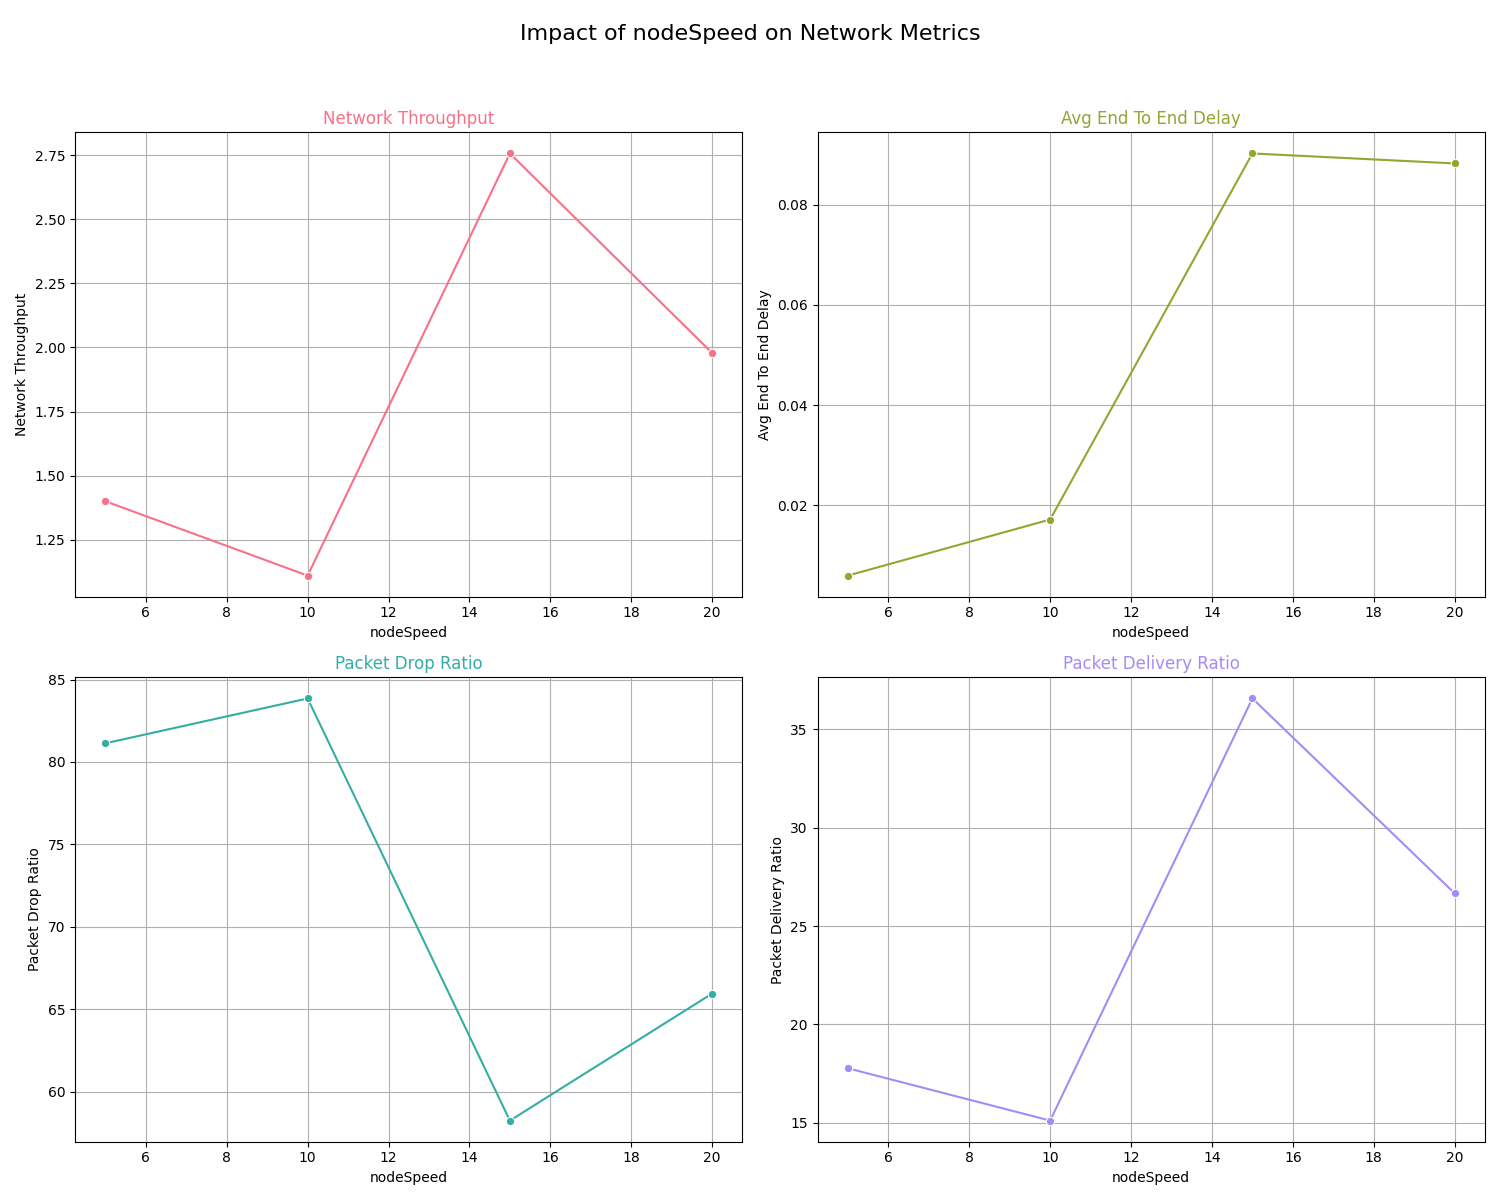 Impact of nodeSpeed on Network Metrics
Network Throughput
Network Throughput
2.75
2.50
2.25
2.00
1.75
1.50
1.25
6 8 10 12 14 16 18 20
nodeSpeed
Avg End To End Delay
Avg End To End Delay
0.08
0.06
0.04
0.02
6 8 10 12 14 16 18 20
nodeSpeed
Packet Drop Ratio
Packet Drop Ratio
85
80
75
70
65
60
6 8 10 12 14 16 18 20
nodeSpeed
Packet Delivery Ratio
Packet Delivery Ratio
35
30
25
20
15
6 8 10 12 14 16 18 20
nodeSpeed